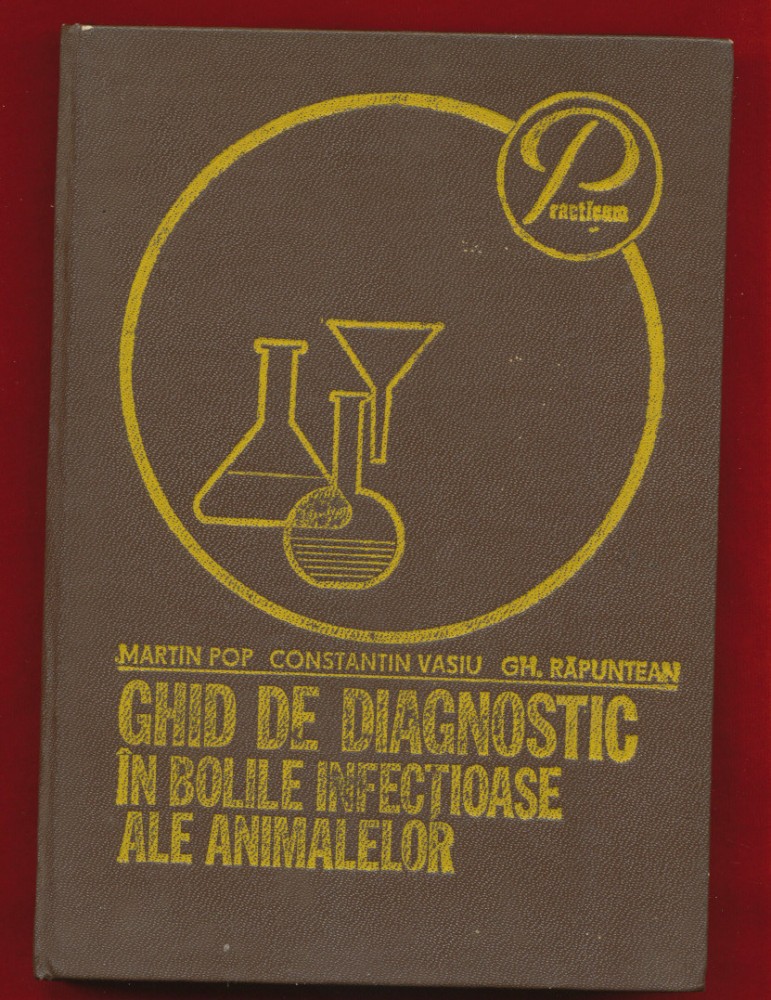 Practicum
MARTIN POP CONSTANTIN VASIU GH. RĂPUNTEAN
GHID DE DIAGNOSTIC
ÎN BOLILE INFECȚIOASE
ALE ANIMALELOR